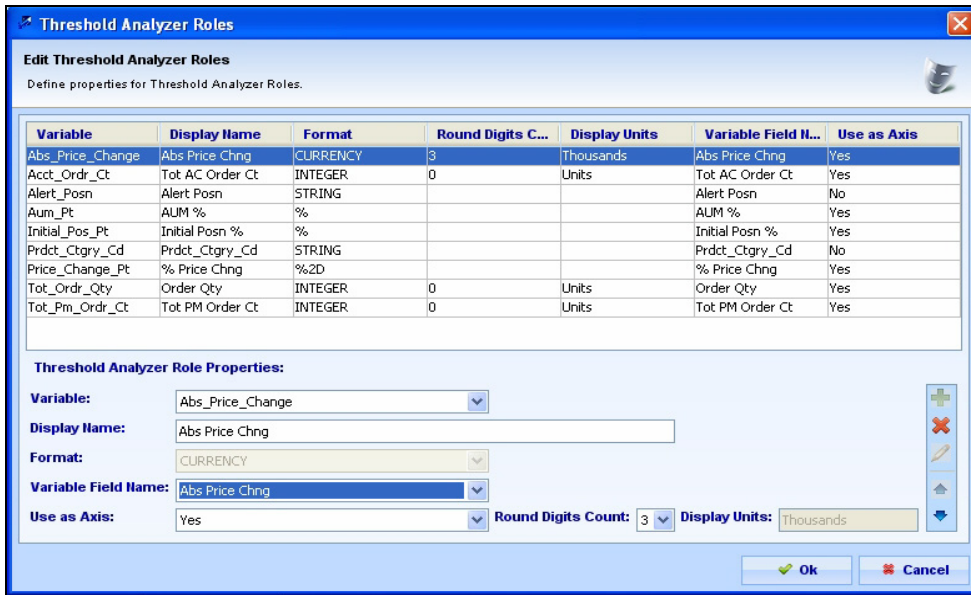 Threshold Analyzer Roles
Edit Threshold Analyzer Roles
Define properties for Threshold Analyzer Roles.
Variable Display Name Format Round Digits C... Display Units Variable Field N... Use as Axis
Abs_Price_Change Abs Price Chng CURRENCY 3 Thousands Abs Price Chng Yes
Acct_Ordr_Ct Tot AC Order Ct INTEGER 0 Units Tot AC Order Ct Yes
Alert_Posn Alert Posn STRING Alert Posn No
Aum_Pt AUM % % AUM % Yes
Initial_Pos_Pt Initial Posn % % Initial Posn % Yes
Prdct_Ctgry_Cd Prdct_Ctgry_Cd STRING Prdct_Ctgry_Cd No
Price_Change_Pt % Price Chng %2D % Price Chng Yes
Tot_Ordr_Qty Order Qty INTEGER 0 Units Order Qty Yes
Tot_Pm_Ordr_Ct Tot PM Order Ct INTEGER 0 Units Tot PM Order Ct Yes
Threshold Analyzer Role Properties:
Variable: Abs_Price_Change
Display Name: Abs Price Chng
Format: CURRENCY
Variable Field Name: Abs Price Chng
Use as Axis: Yes Round Digits Count: 3 Display Units: Thousands
Ok Cancel